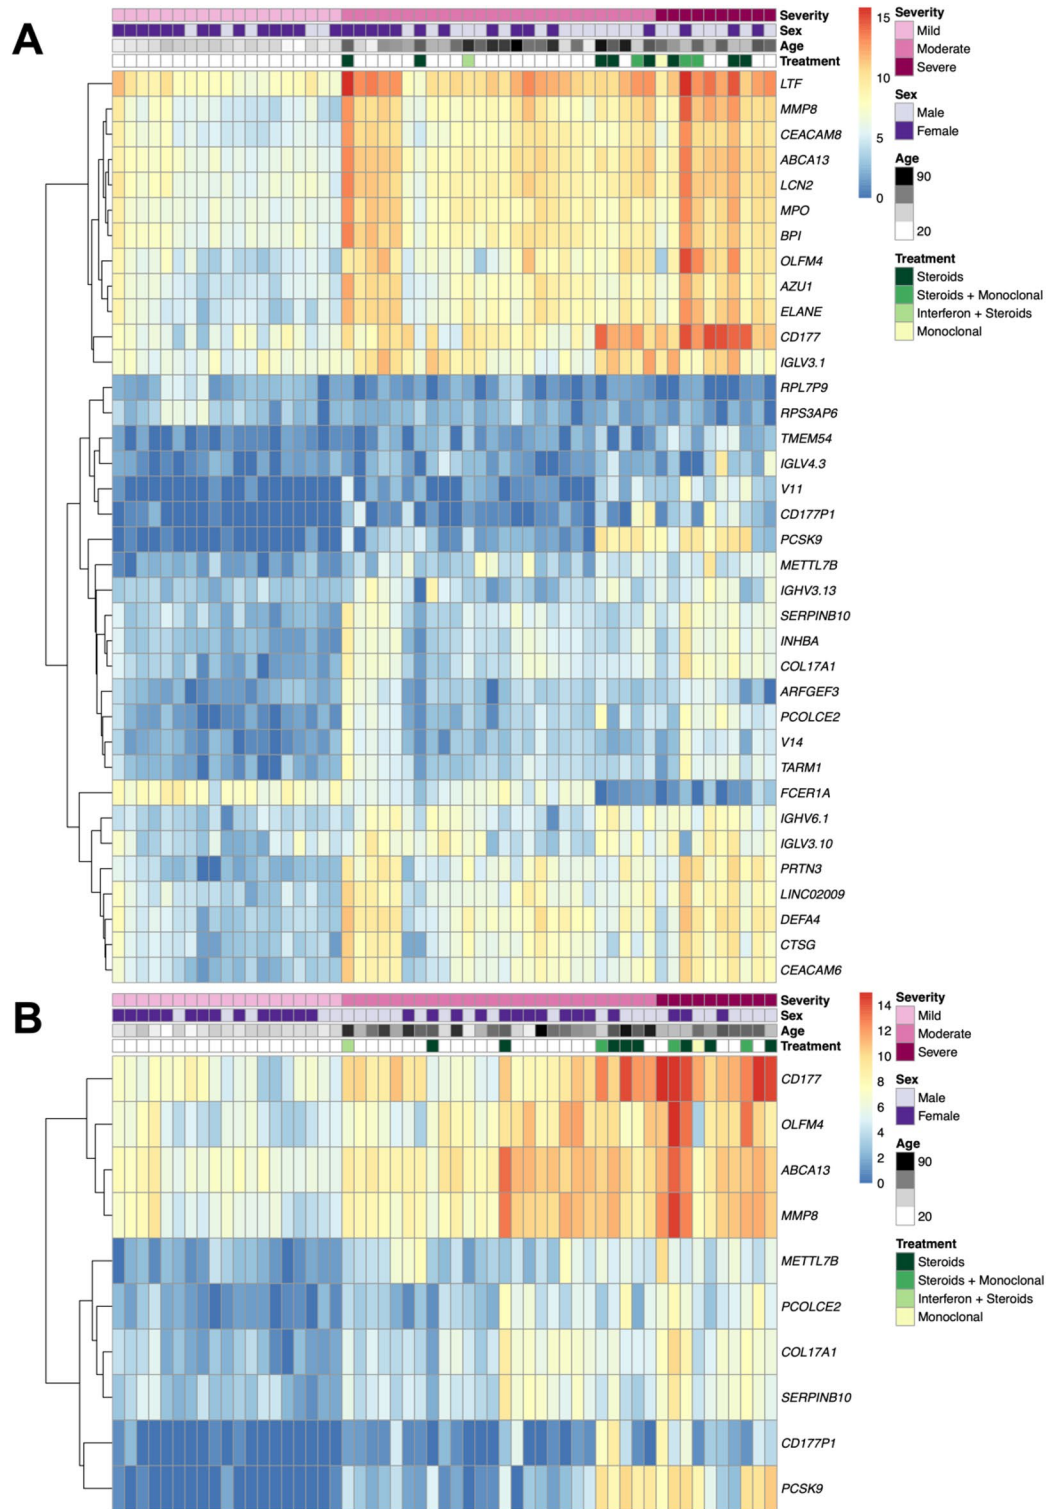 A
Severity
Sex
Age
Treatment
LTF
MMP8
CEACAM8
ABCA13
LCN2
MPO
BPI
OLFM4
AZU1
ELANE
CD177
IGLV3.1
RPL7P9
RPS3AP6
TMEM54
IGLV4.3
V11
CD177P1
PCSK9
METTL7B
IGHV3.13
SERPINB10
INHBA
COL17A1
ARFGEF3
PCOLCE2
V14
TARM1
FCER1A
IGHV6.1
IGLV3.10
PRTN3
LINC02009
DEFA4
CTSG
CEACAM6
15
10
5
0
Severity
Mild
Moderate
Severe
Sex
Male
Female
Age
90
20
Treatment
Steroids
Steroids + Monoclonal
Interferon + Steroids
Monoclonal
B
Severity
Sex
Age
Treatment
CD177
OLFM4
ABCA13
MMP8
METTL7B
PCOLCE2
COL17A1
SERPINB10
CD177P1
PCSK9
14
12
10
8
6
4
2
0
Severity
Mild
Moderate
Severe
Sex
Male
Female
Age
90
20
Treatment
Steroids
Steroids + Monoclonal
Interferon + Steroids
Monoclonal